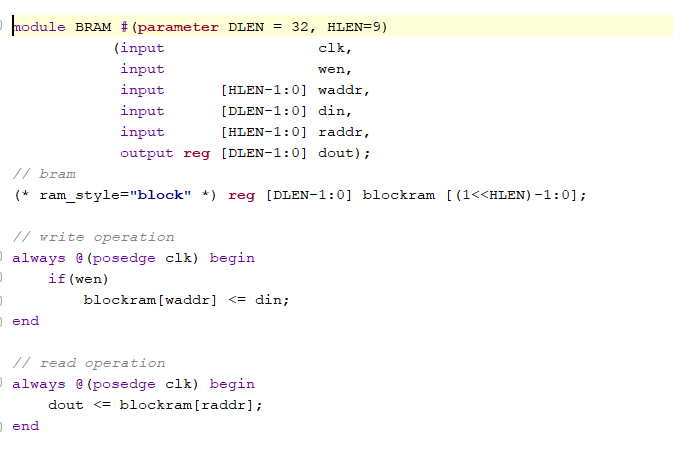 module BRAM #(parameter DLEN = 32, HLEN=9)
(input clk,
input wen,
input [HLEN-1:0] waddr,
input [DLEN-1:0] din,
input [HLEN-1:0] raddr,
output reg [DLEN-1:0] dout);
// bram
(* ram_style="block" *) reg [DLEN-1:0] blockram [(1<<HLEN)-1:0];
// write operation
always @(posedge clk) begin
if(wen)
blockram[waddr] <= din;
end
// read operation
always @(posedge clk) begin
dout <= blockram[raddr];
end